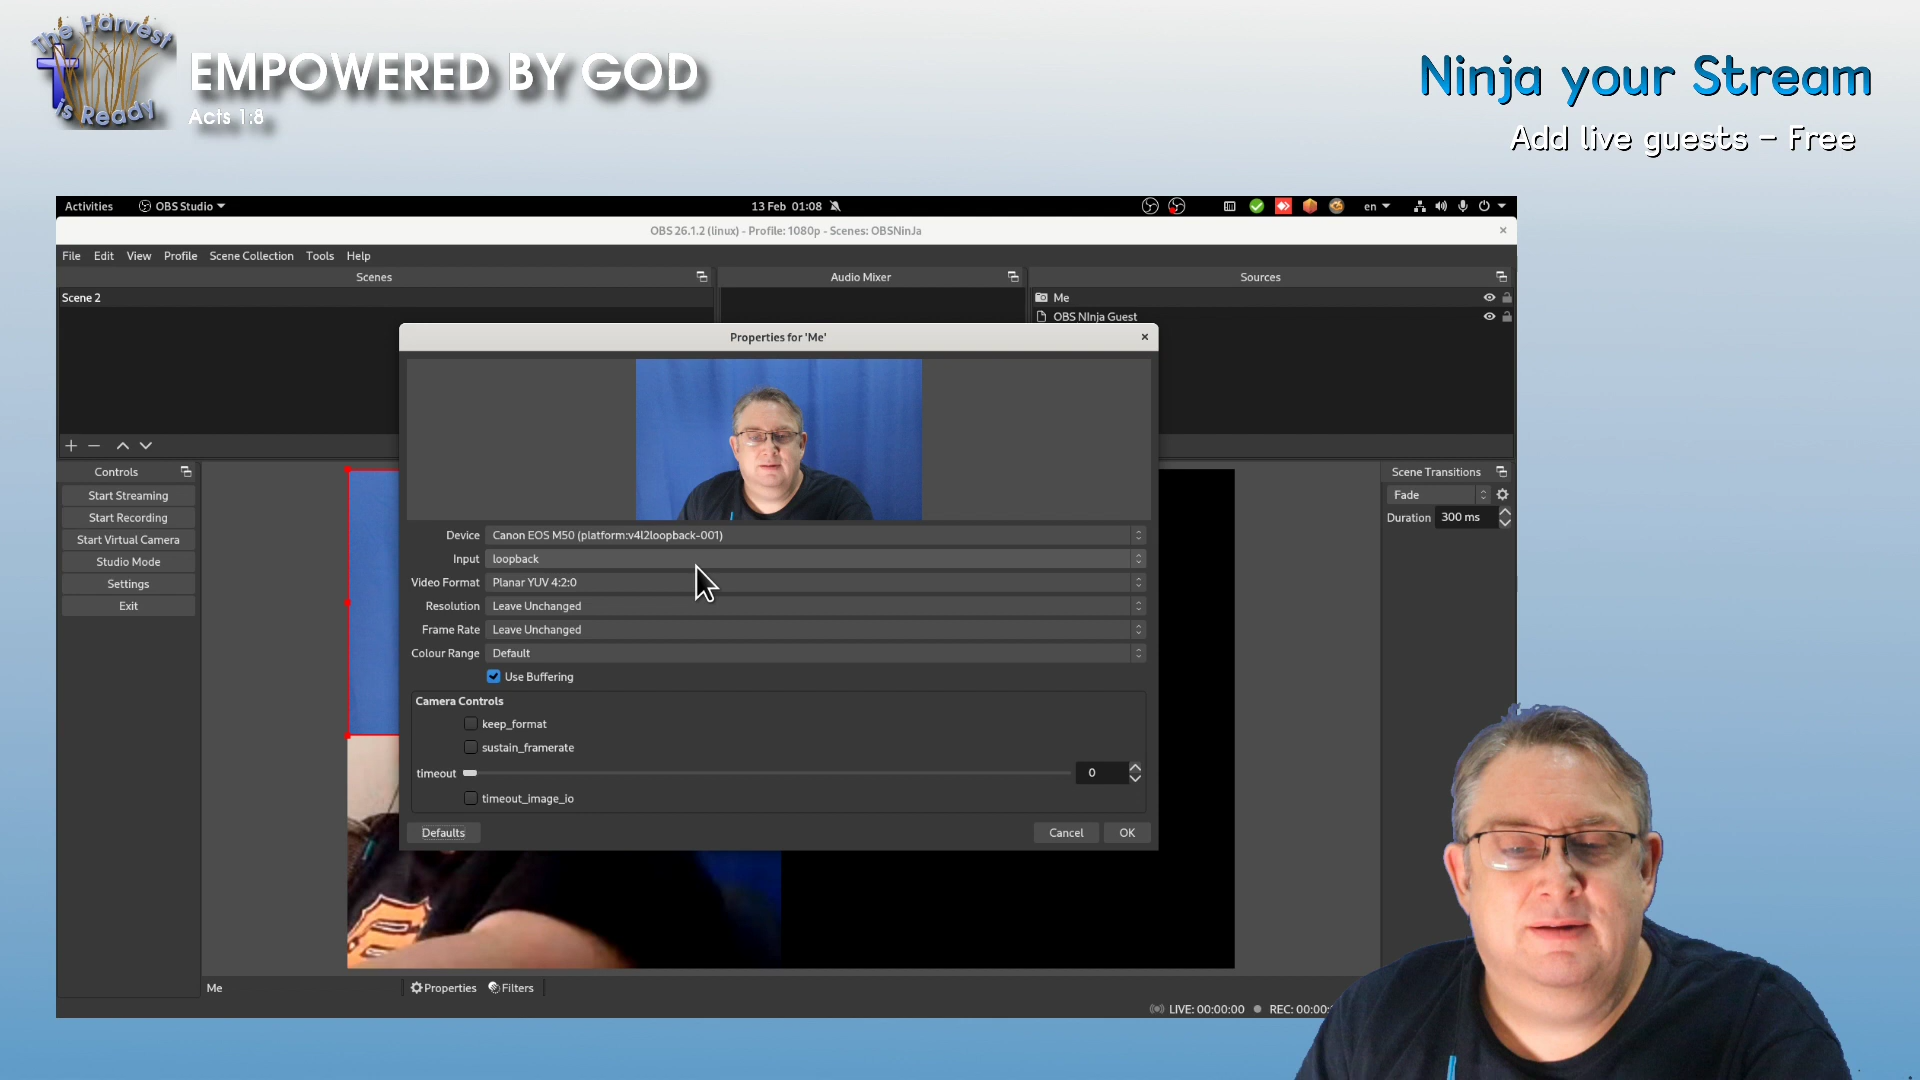 The Harvest
is Ready
EMPOWERED BY GOD
Acts 1:8
Ninja your Stream
Add live guests - Free
Activities
OBS Studio
13 Feb 01:08
en
OBS 26.1.2 (linux) - Profile: 1080p - Scenes: OBSNinJa
File Edit View Profile Scene Collection Tools Help
Scenes
Audio Mixer
Sources
Scene 2
Me
OBS NInja Guest
Properties for 'Me'
Device Canon EOS M50 (platform:v4l2loopback-001)
Input loopback
Video Format Planar YUV 4:2:0
Resolution Leave Unchanged
Frame Rate Leave Unchanged
Colour Range Default
Use Buffering
Camera Controls
keep_format
sustain_framerate
timeout 0
timeout_image_io
Defaults
Cancel
OK
Controls
Start Streaming
Start Recording
Start Virtual Camera
Studio Mode
Settings
Exit
Scene Transitions
Fade
Duration 300 ms
Me
Properties
Filters
LIVE: 00:00:00
REC: 00:00: